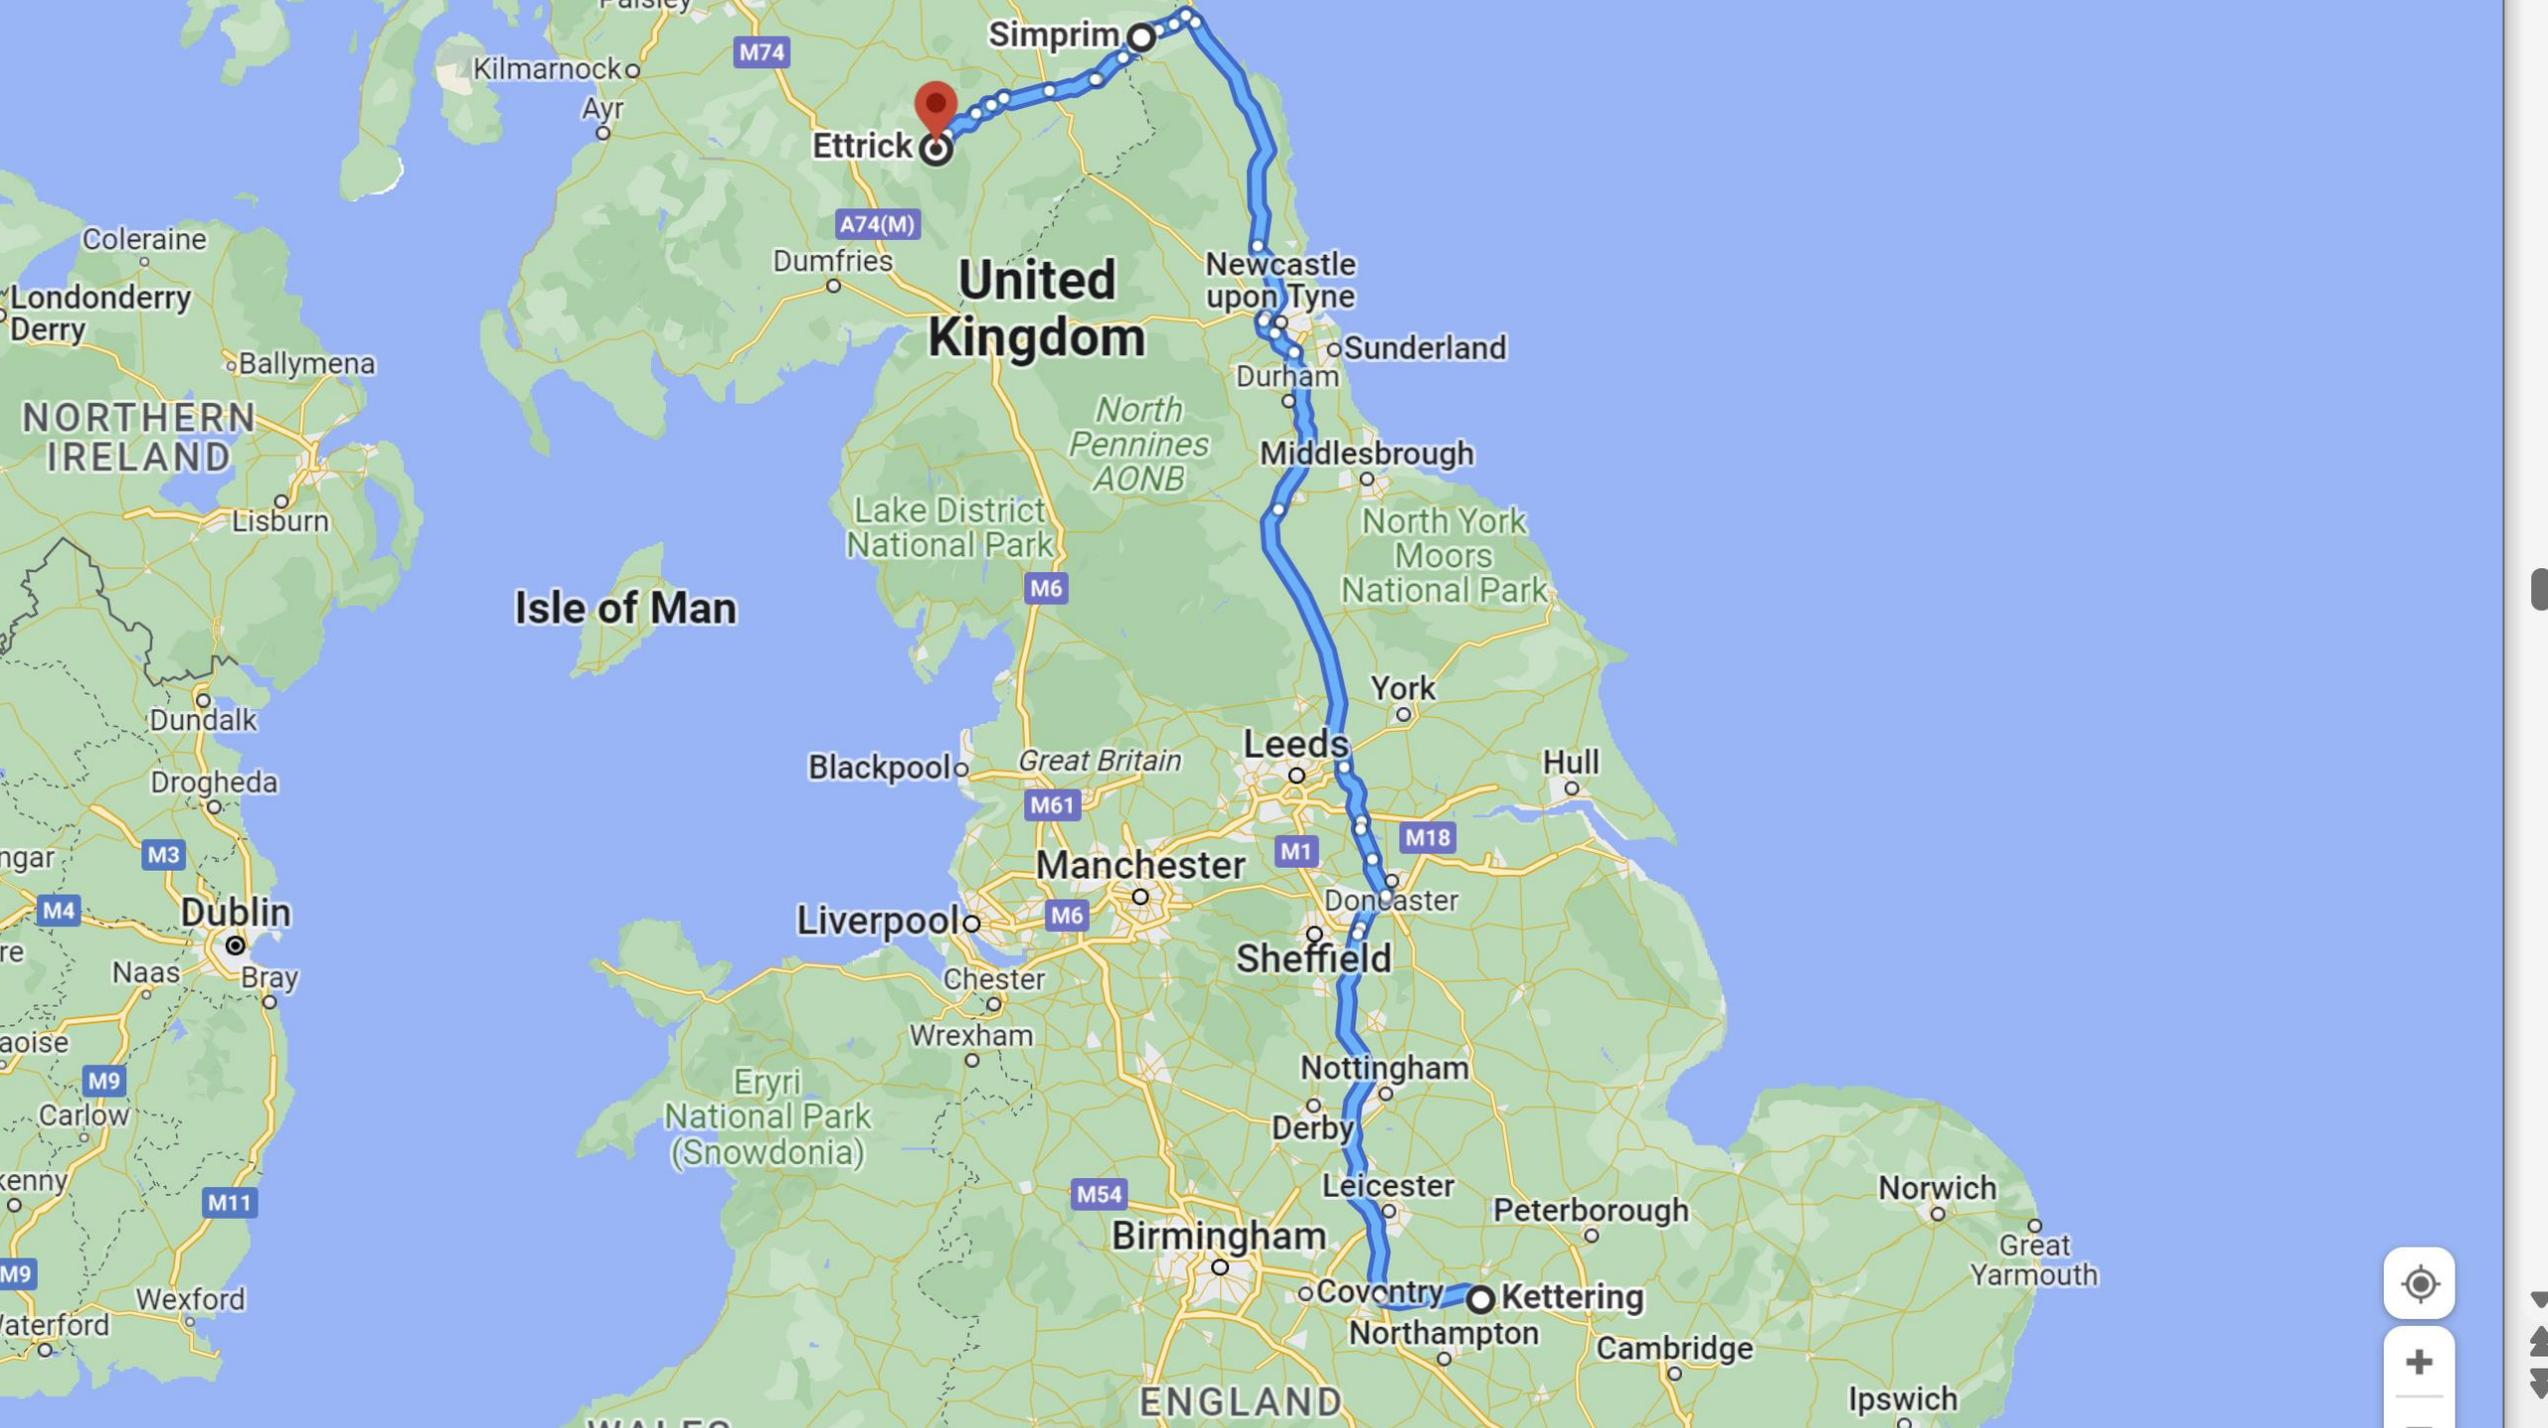 Paisley
Simprim
M74
Kilmarnock
Ayr
Ettrick
A74(M)
Coleraine
Dumfries
United
Kingdom
Newcastle
upon Tyne
Londonderry
Derry
Sunderland
Ballymena
Durham
North
Pennines
AONB
NORTHERN
IRELAND
Middlesbrough
Lake District
National Park
Lisburn
North York
Moors
National Park
M6
Isle of Man
York
Dundalk
Leeds
Great Britain
Blackpool
Hull
Drogheda
M61
M18
M1
M3
ngar
Manchester
Doncaster
M4
Dublin
Liverpool
M6
re
Sheffield
Naas
Bray
Chester
Wrexham
aoise
Nottingham
M9
Eryri
National Park
(Snowdonia)
Carlow
Derby
kenny
Leicester
Norwich
M54
M11
Peterborough
Birmingham
Great
Yarmouth
M9
Coventry
Kettering
Wexford
Waterford
Northampton
Cambridge
ENGLAND
Ipswich
WALES